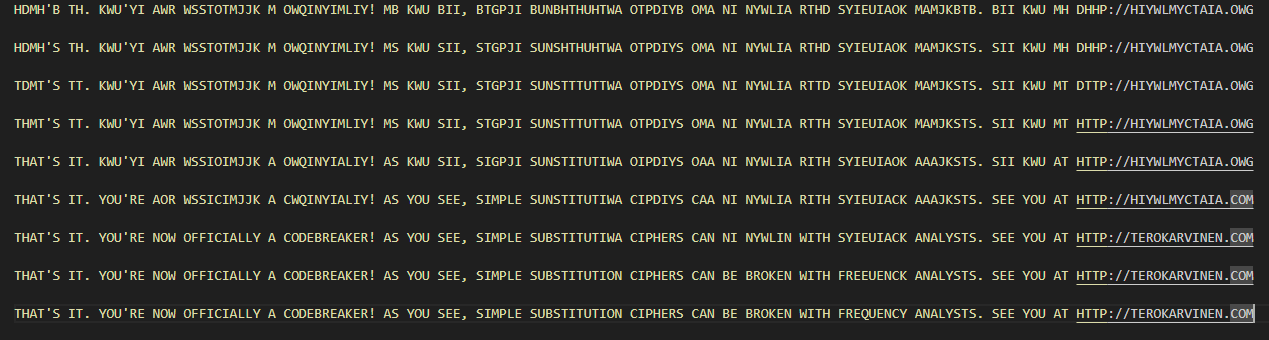 HDMH'B TH. KWU'YI AWR WSSTOTMJJK M OWQINYIMLIY! MB KWU BII, BTGPJI BUNBHTHUHTWA OTPDIYB OMA NI NYWLIA RTHD SYIEUIAOK MAMJKBTB. BII KWU MH DHHP://HIYWLMYCTAIA.OWG
HDMH'S TH. KWU'YI AWR WSSTOTMJJK M OWQINYIMLIY! MS KWU SII, STGPJI SUNSHTHUHTWA OTPDIYS OMA NI NYWLIA RTHD SYIEUIAOK MAMJKSTS. SII KWU MH DHHP://HIYWLMYCTAIA.OWG
TDMT'S TT. KWU'YI AWR WSSTOTMJJK M OWQINYIMLIY! MS KWU SII, STGPJI SUNSTTTUTTWA OTPDIYS OMA NI NYWLIA RTTD SYIEUIAOK MAMJKSTS. SII KWU MT DTTP://HIYWLMYCTAIA.OWG
THMT'S TT. KWU'YI AWR WSSTOTMJJK M OWQINYIMLIY! MS KWU SII, STGPJI SUNSTTTUTTWA OTPDIYS OMA NI NYWLIA RTTH SYIEUIAOK MAMJKSTS. SII KWU MT HTTP://HIYWLMYCTAIA.OWG
THAT'S IT. KWU'YI AWR WSSIOIMJJK A OWQINYIALIY! AS KWU SII, SIGPJI SUNSTITUTIWA OIPDIYS OAA NI NYWLIA RITH SYIEUIAOK AAAJKSTS. SII KWU AT HTTP://HIYWLMYCTAIA.OWG
THAT'S IT. YOU'RE AOR WSSICIMJJK A CWQINYIALIY! AS YOU SEE, SIMPLE SUNSTITUTIWA CIPDIYS CAA NI NYWLIA RITH SYIEUIACK AAAJKSTS. SEE YOU AT HTTP://HIYWLMYCTAIA.COM
THAT'S IT. YOU'RE NOW OFFICIALLY A CODEBREAKER! AS YOU SEE, SIMPLE SUBSTITUTIWA CIPHERS CAN NI NYWLIN WITH SYIEUIACK ANALYSTS. SEE YOU AT HTTP://TEROKARVINEN.COM
THAT'S IT. YOU'RE NOW OFFICIALLY A CODEBREAKER! AS YOU SEE, SIMPLE SUBSTITUTION CIPHERS CAN BE BROKEN WITH FREEUENCK ANALYSTS. SEE YOU AT HTTP://TEROKARVINEN.COM
THAT'S IT. YOU'RE NOW OFFICIALLY A CODEBREAKER! AS YOU SEE, SIMPLE SUBSTITUTION CIPHERS CAN BE BROKEN WITH FREQUENCY ANALYSTS. SEE YOU AT HTTP://TEROKARVINEN.COM